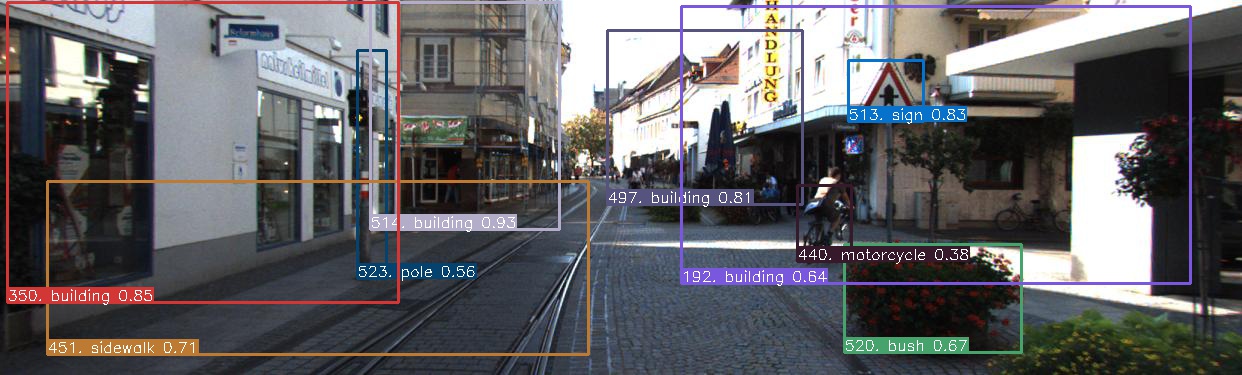 Reformhaus
HANDLUNG
er
513. sign 0.83
497. building 0.81
514. building 0.93
440. motorcycle 0.38
523. pole 0.56
192. building 0.64
350. building 0.85
451. sidewalk 0.71
520. bush 0.67